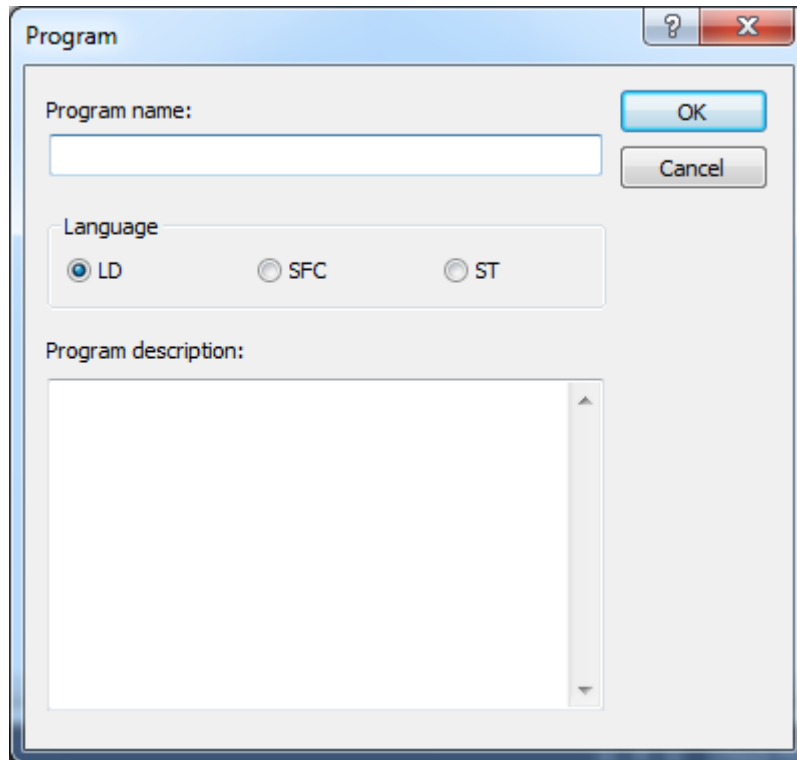 Program
Program name:
OK
Cancel
Language
LD SFC ST
Program description: